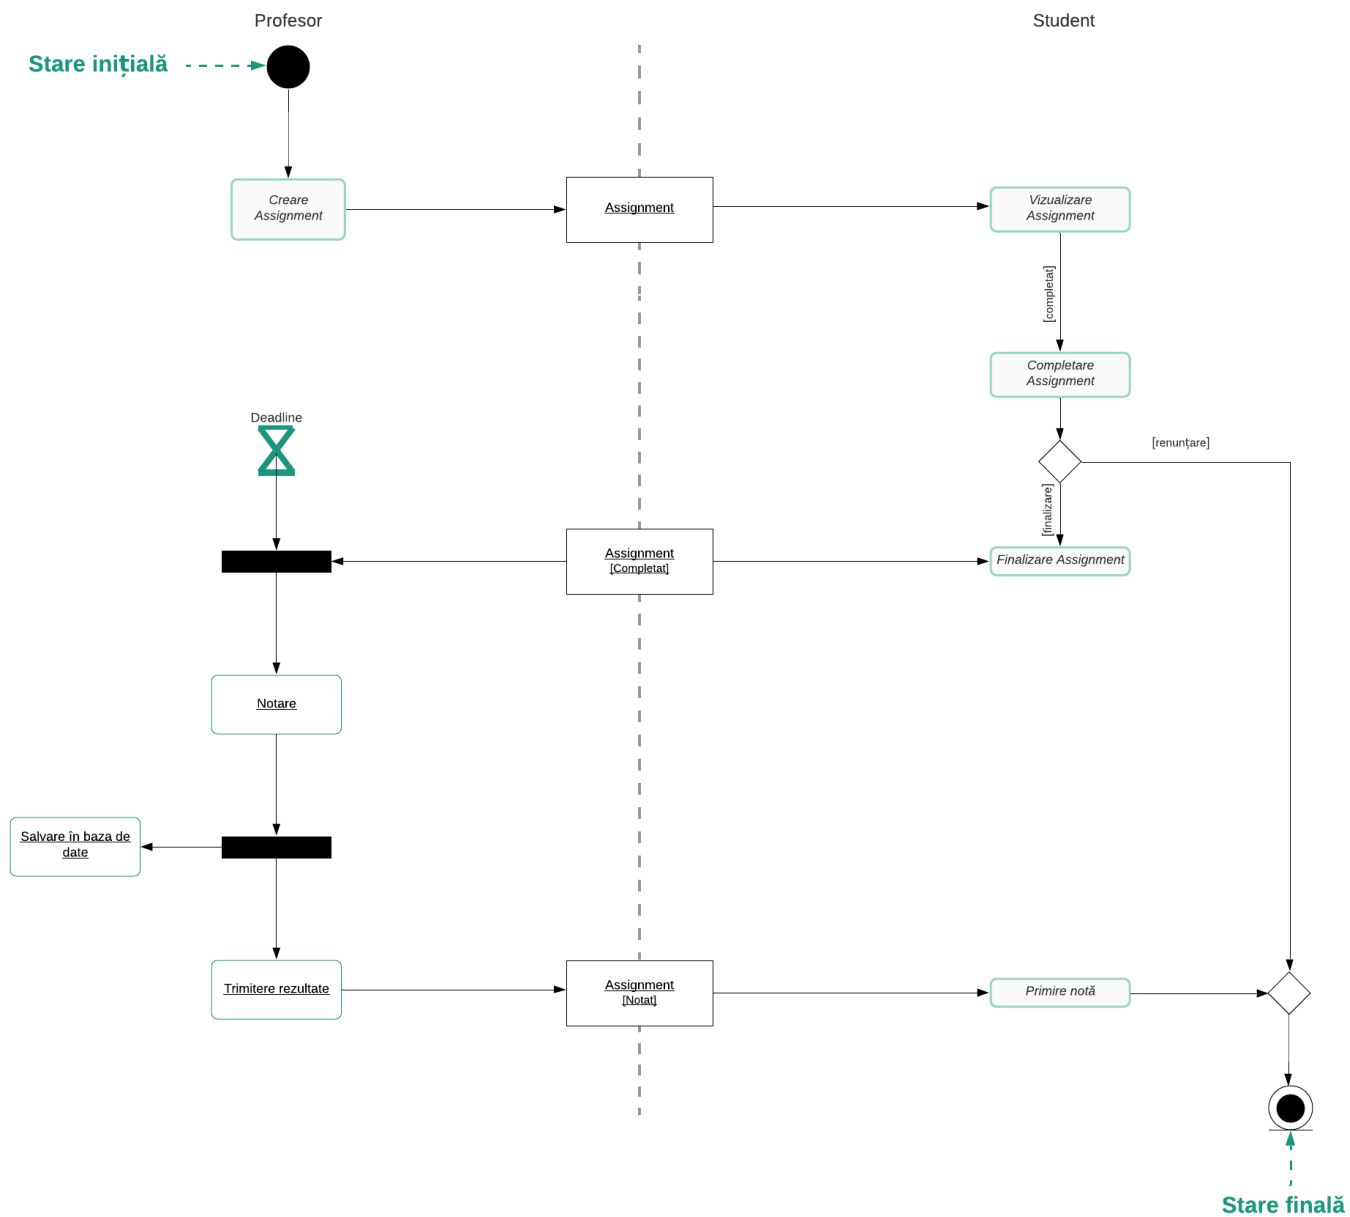 Profesor
Student
Stare inițială
Creare
Assignment
Assignment
Vizualizare
Assignment
[completat]
Completare
Assignment
Deadline
[renunțare]
[finalizare]
Assignment
[Completat]
Finalizare Assignment
Notare
Salvare în baza de
date
Trimitere rezultate
Assignment
[Notat]
Primire notă
Stare finală